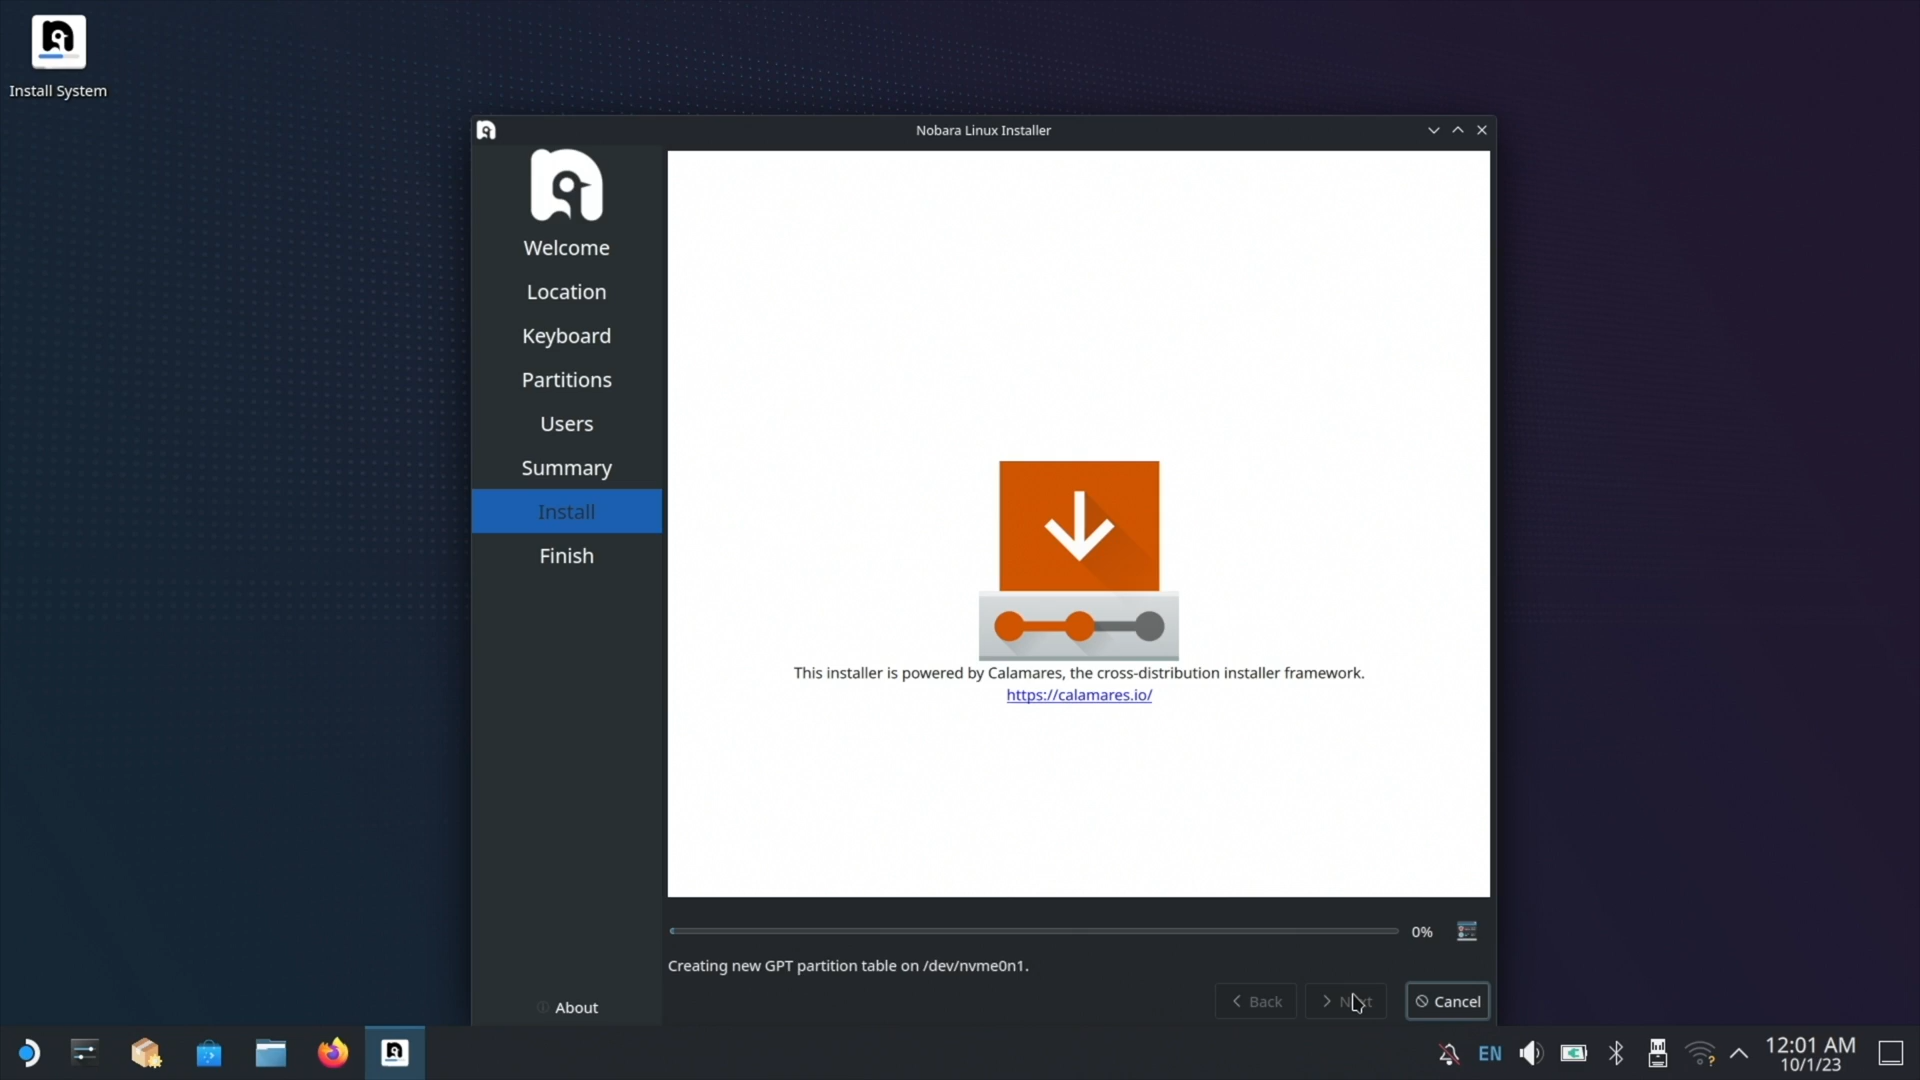 Install System
Nobara Linux Installer
Welcome
Location
Keyboard
Partitions
Users
Summary
Install
Finish
This installer is powered by Calamares, the cross-distribution installer framework.
https://calamares.io/
0%
Creating new GPT partition table on /dev/nvme0n1.
About
Back
Cancel
EN
12:01 AM
10/1/23